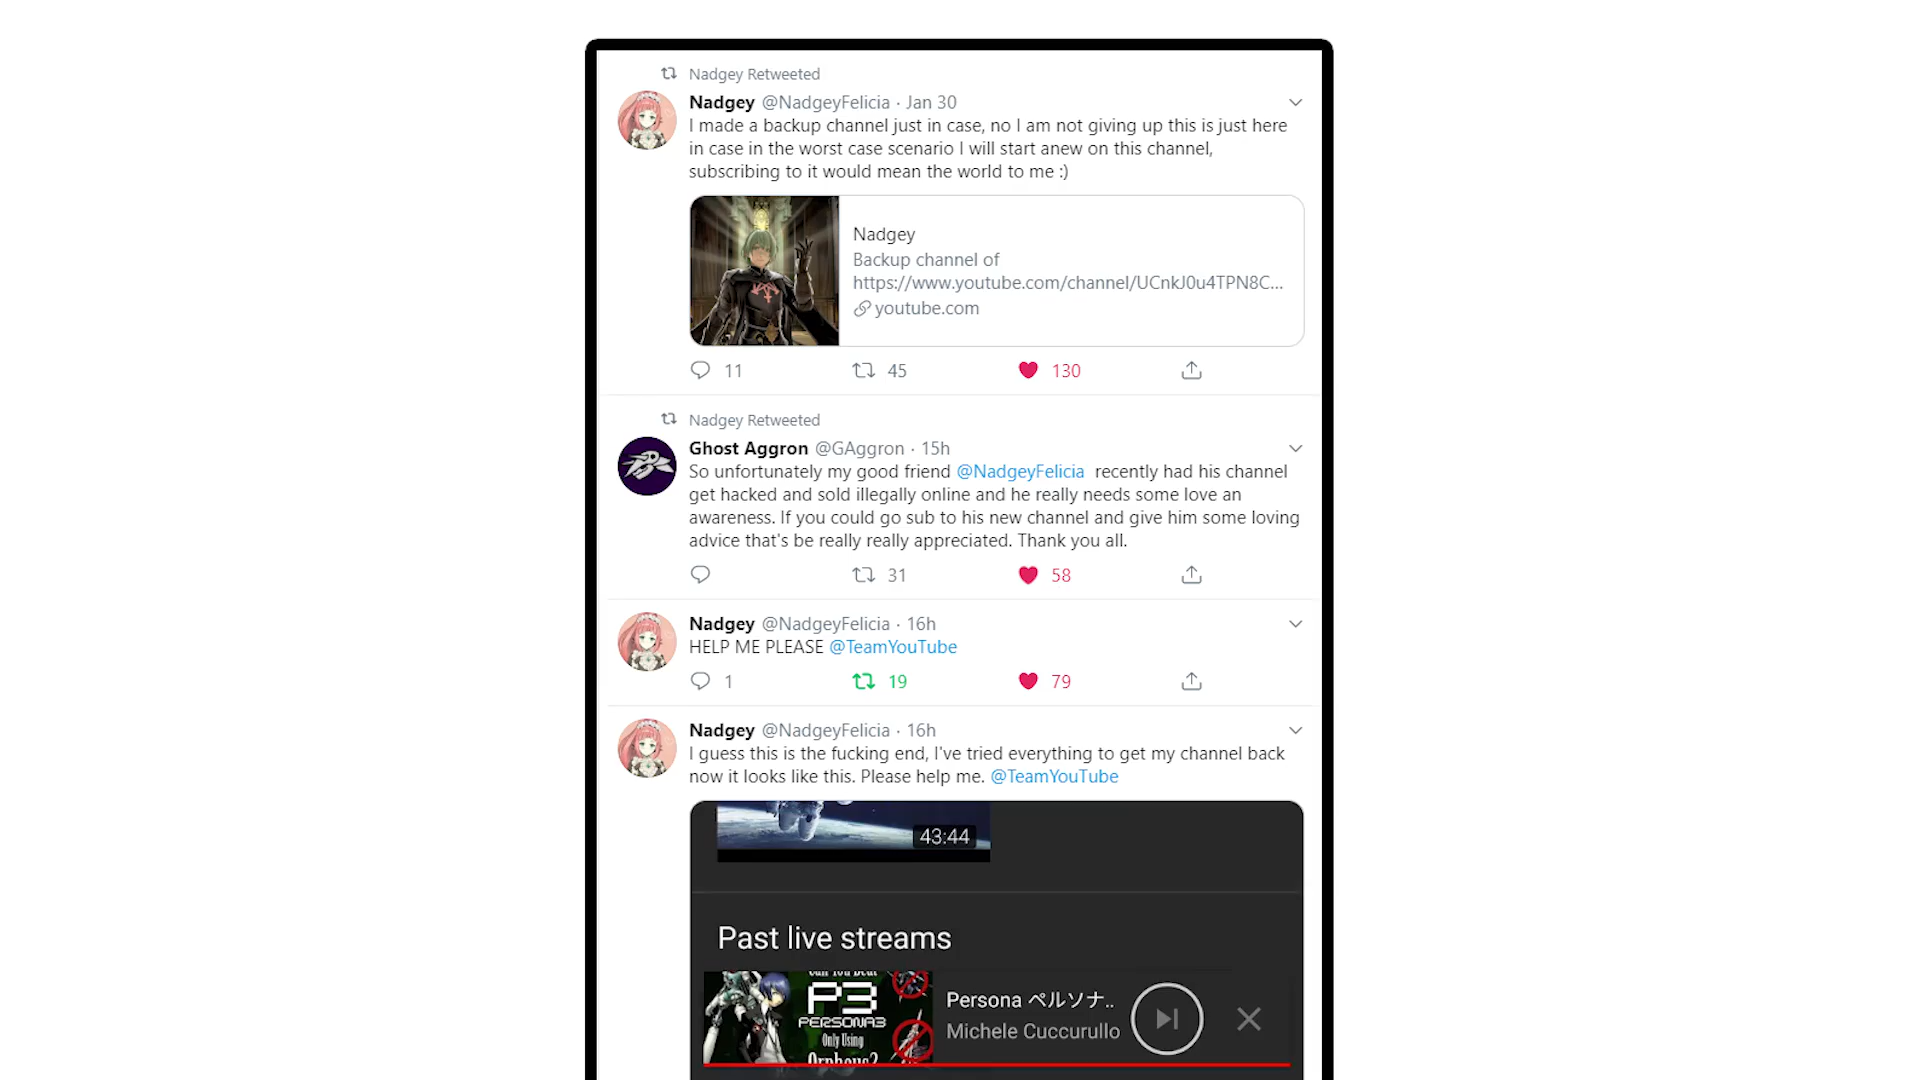 Nadgey Retweeted
Nadgey @NadgeyFelicia · Jan 30
I made a backup channel just in case, no I am not giving up this is just here
in case in the worst case scenario I will start anew on this channel,
subscribing to it would mean the world to me :)
Nadgey
Backup channel of
https://www.youtube.com/channel/UCnkJ0u4TPN8C...
youtube.com
11 45 130
Nadgey Retweeted
Ghost Aggron @GAggron · 15h
So unfortunately my good friend @NadgeyFelicia recently had his channel
get hacked and sold illegally online and he really needs some love an
awareness. If you could go sub to his new channel and give him some loving
advice that's be really really appreciated. Thank you all.
31 58
Nadgey @NadgeyFelicia · 16h
HELP ME PLEASE @TeamYouTube
1 19 79
Nadgey @NadgeyFelicia · 16h
I guess this is the fucking end, I've tried everything to get my channel back
now it looks like this. Please help me. @TeamYouTube
43:44
Past live streams
Can You Beat
P3
PERSONA3
Only Using
Orpheus?
Persona ペルソナ..
Michele Cuccurullo